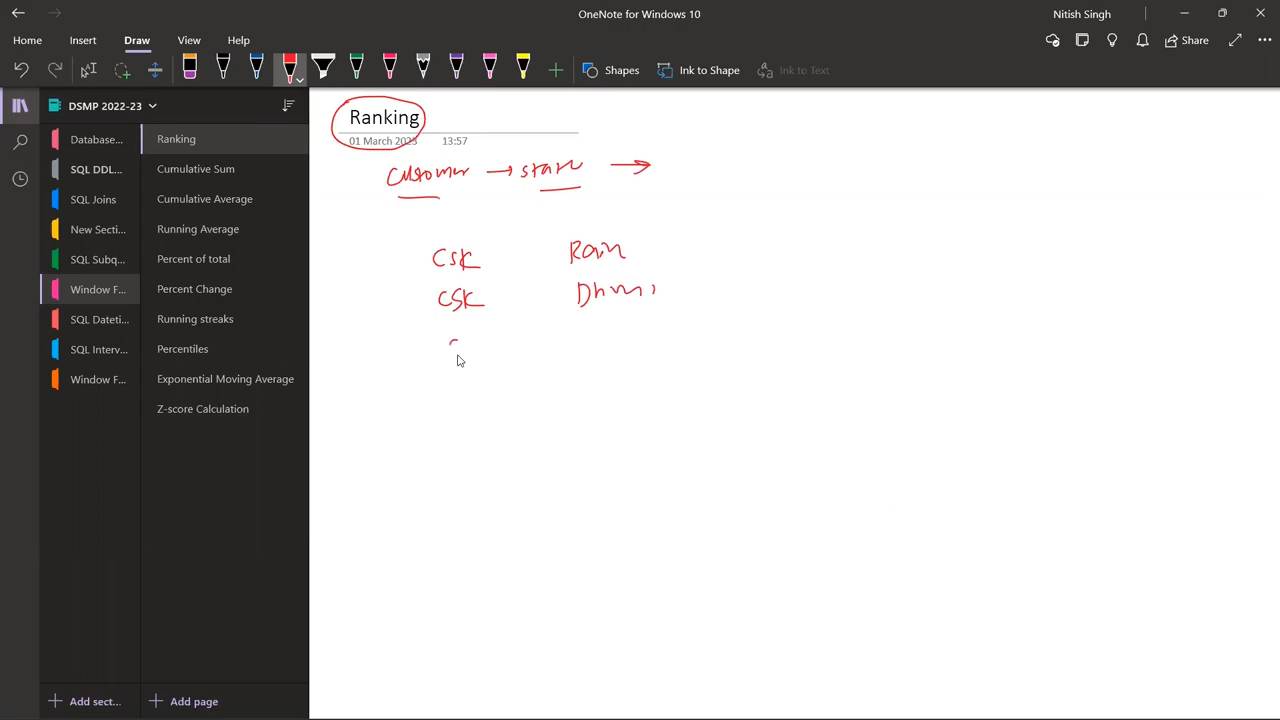 OneNote for Windows 10
Nitish Singh
Home Insert Draw View Help
Shapes Ink to Shape Ink to Text Share
DSMP 2022-23
Database...
SQL DDL...
SQL Joins
New Secti...
SQL Subq...
Window F...
SQL Dateti...
SQL Interv...
Window F...
Add sect...
Ranking
Cumulative Sum
Cumulative Average
Running Average
Percent of total
Percent Change
Running streaks
Percentiles
Exponential Moving Average
Z-score Calculation
Add page
Ranking
01 March 2023 13:57
Customer → →
CSK
CSK